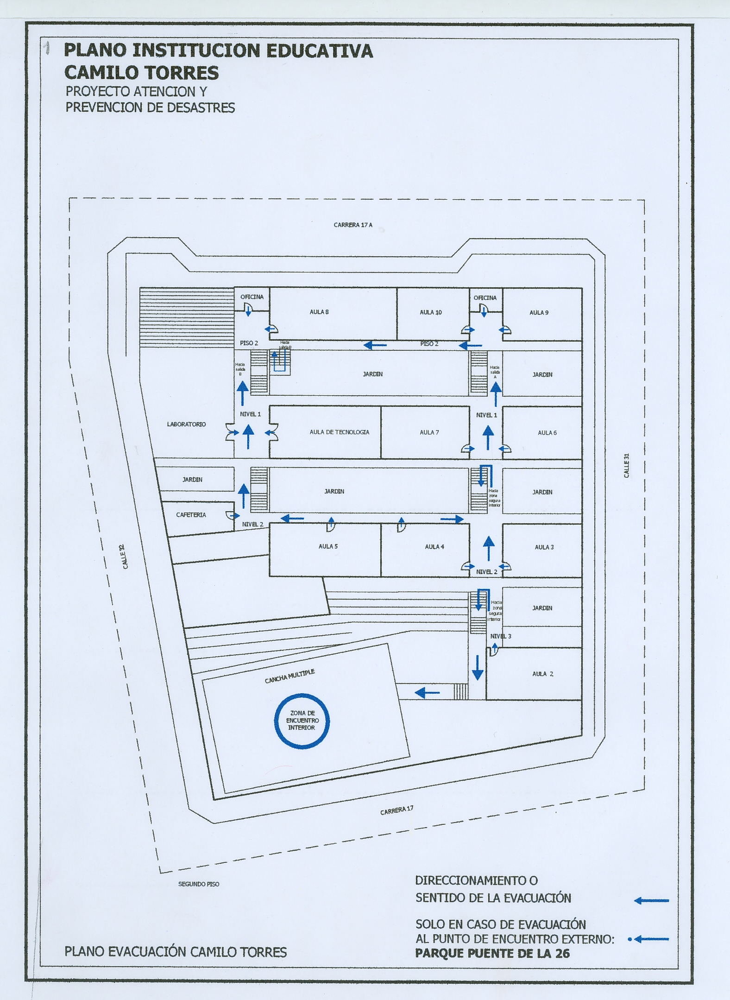 1
PLANO INSTITUCION EDUCATIVA
CAMILO TORRES
PROYECTO ATENCION Y
PREVENCION DE DESASTRES
CARRERA 17 A
OFICINA
AULA 8
AULA 10
OFICINA
AULA 9
PISO 2
Hacia
salida B
PISO 2
Hacia
salida
B
JARDIN
Hacia
salida
A
JARDIN
NIVEL 1
NIVEL 1
LABORATORIO
AULA DE TECNOLOGIA
AULA 7
AULA 6
CALLE 31
JARDIN
JARDIN
Hacia
zona
segura
interior
JARDIN
CAFETERIA
NIVEL 2
AULA 5
AULA 4
AULA 3
CALLE 32
NIVEL 2
Hacia
zona
segura
interior
JARDIN
NIVEL 3
CANCHA MULTIPLE
AULA 2
ZONA DE
ENCUENTRO
INTERIOR
CARRERA 17
SEGUNDO PISO
DIRECCIONAMIENTO O
SENTIDO DE LA EVACUACIÓN
SOLO EN CASO DE EVACUACIÓN
AL PUNTO DE ENCUENTRO EXTERNO:
PARQUE PUENTE DE LA 26
PLANO EVACUACIÓN CAMILO TORRES